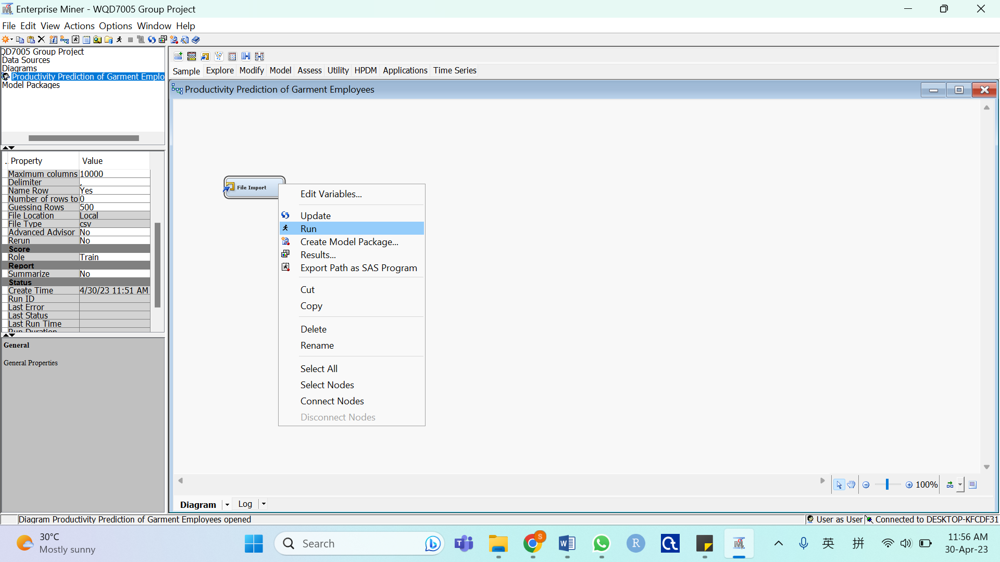 Enterprise Miner - WQD7005 Group Project
File Edit View Actions Options Window Help
QD7005 Group Project
Data Sources
Diagrams
Productivity Prediction of Garment Emplo
Model Packages
Sample Explore Modify Model Assess Utility HPDM Applications Time Series
Productivity Prediction of Garment Employees
.. Property Value
Maximum columns 10000
Delimiter ,
Name Row Yes
Number of rows to 0
Guessing Rows 500
File Location Local
File Type csv
Advanced Advisor No
Rerun No
Score
Role Train
Report
Summarize No
Status
Create Time 4/30/23 11:51 AM
Run ID
Last Error
Last Status
Last Run Time
Run Duration
General
General Properties
File Import
Edit Variables...
Update
Run
Create Model Package...
Results...
Export Path as SAS Program
Cut
Copy
Delete
Rename
Select All
Select Nodes
Connect Nodes
Disconnect Nodes
100%
Diagram Log
Diagram Productivity Prediction of Garment Employees opened
User as User Connected to DESKTOP-KFCDF31
30°C
Mostly sunny
Search
英 拼
11:56 AM
30-Apr-23